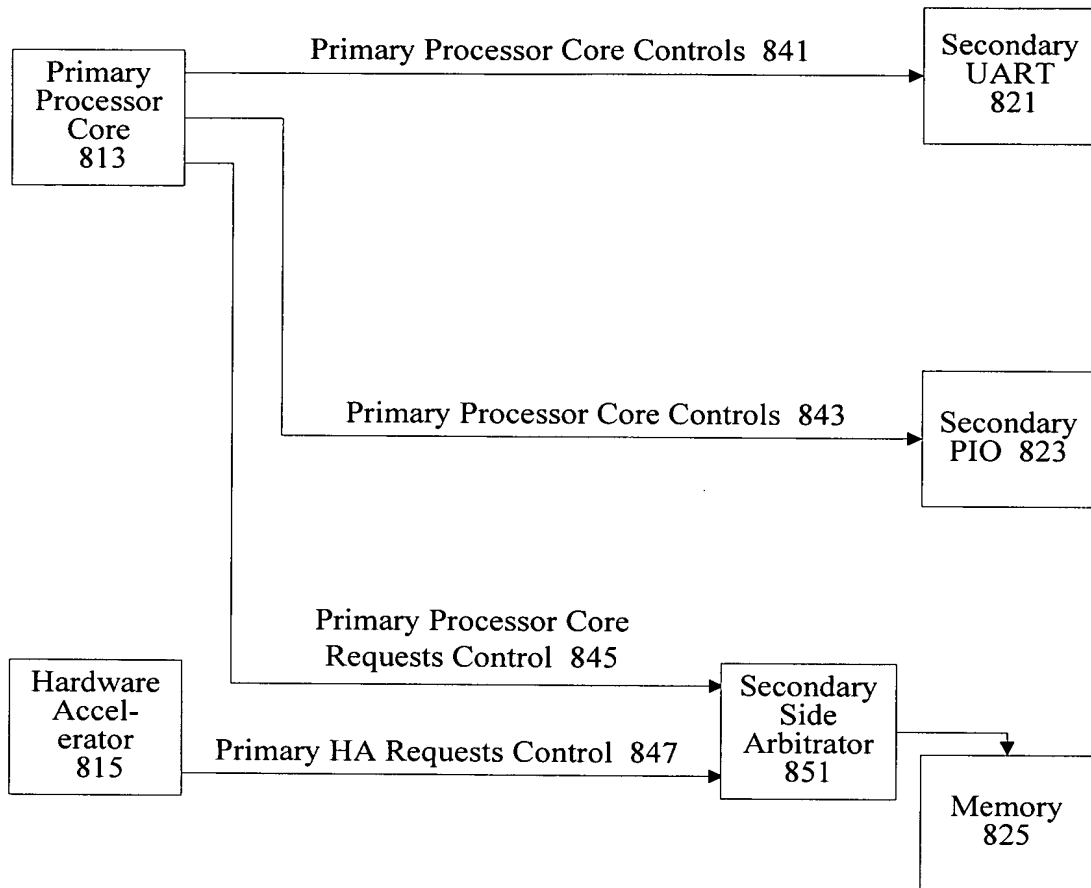 Primary
Processor
Core
813
Primary Processor Core Controls 841
Secondary
UART
821
Primary Processor Core Controls 843
Secondary
PIO 823
Primary Processor Core
Requests Control 845
Hardware
Accel-
erator
815
Primary HA Requests Control 847
Secondary
Side
Arbitrator
851
Memory
825